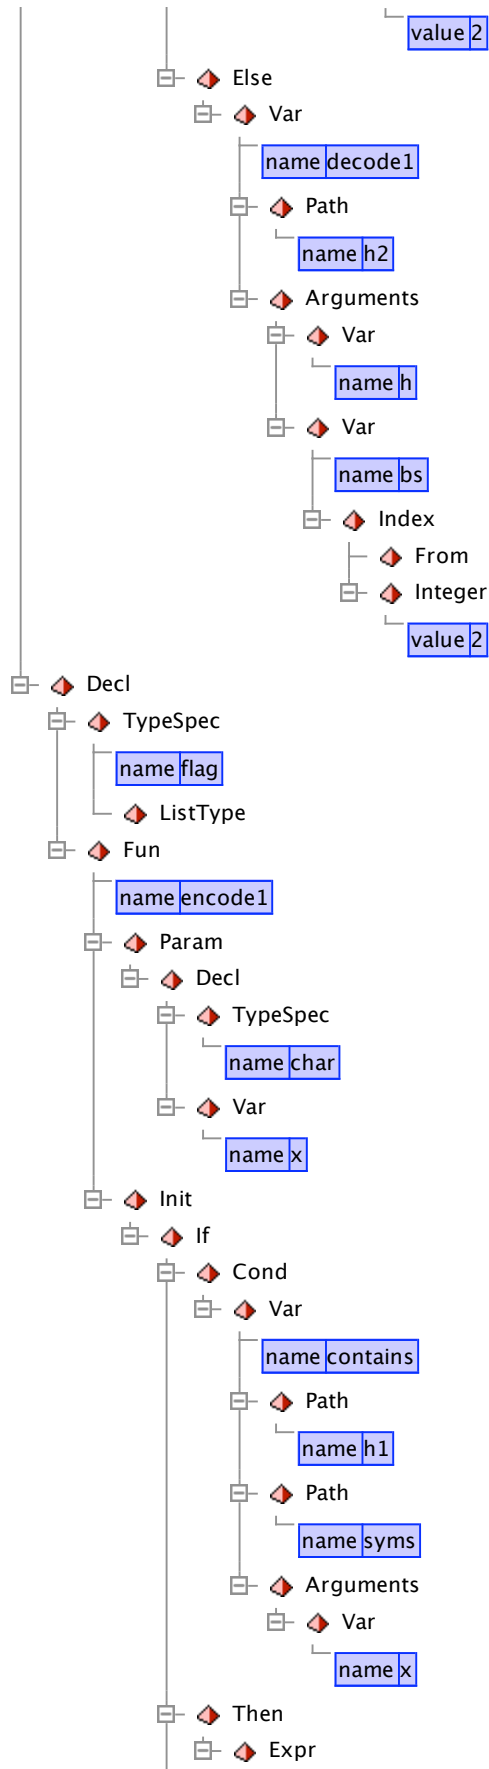 value 2
Else
Var
name decode1
Path
name h2
Arguments
Var
name h
Var
name bs
Index
From
Integer
value 2
Decl
TypeSpec
name flag
ListType
Fun
name encode1
Param
Decl
TypeSpec
name char
Var
name x
Init
If
Cond
Var
name contains
Path
name h1
Path
name syms
Arguments
Var
name x
Then
Expr